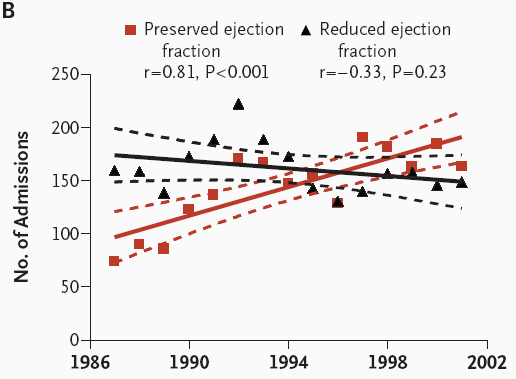 B
Preserved ejection fraction
r=0.81, P<0.001
Reduced ejection fraction
r=−0.33, P=0.23
No. of Admissions
250
200
150
100
50
0
1986 1990 1994 1998 2002